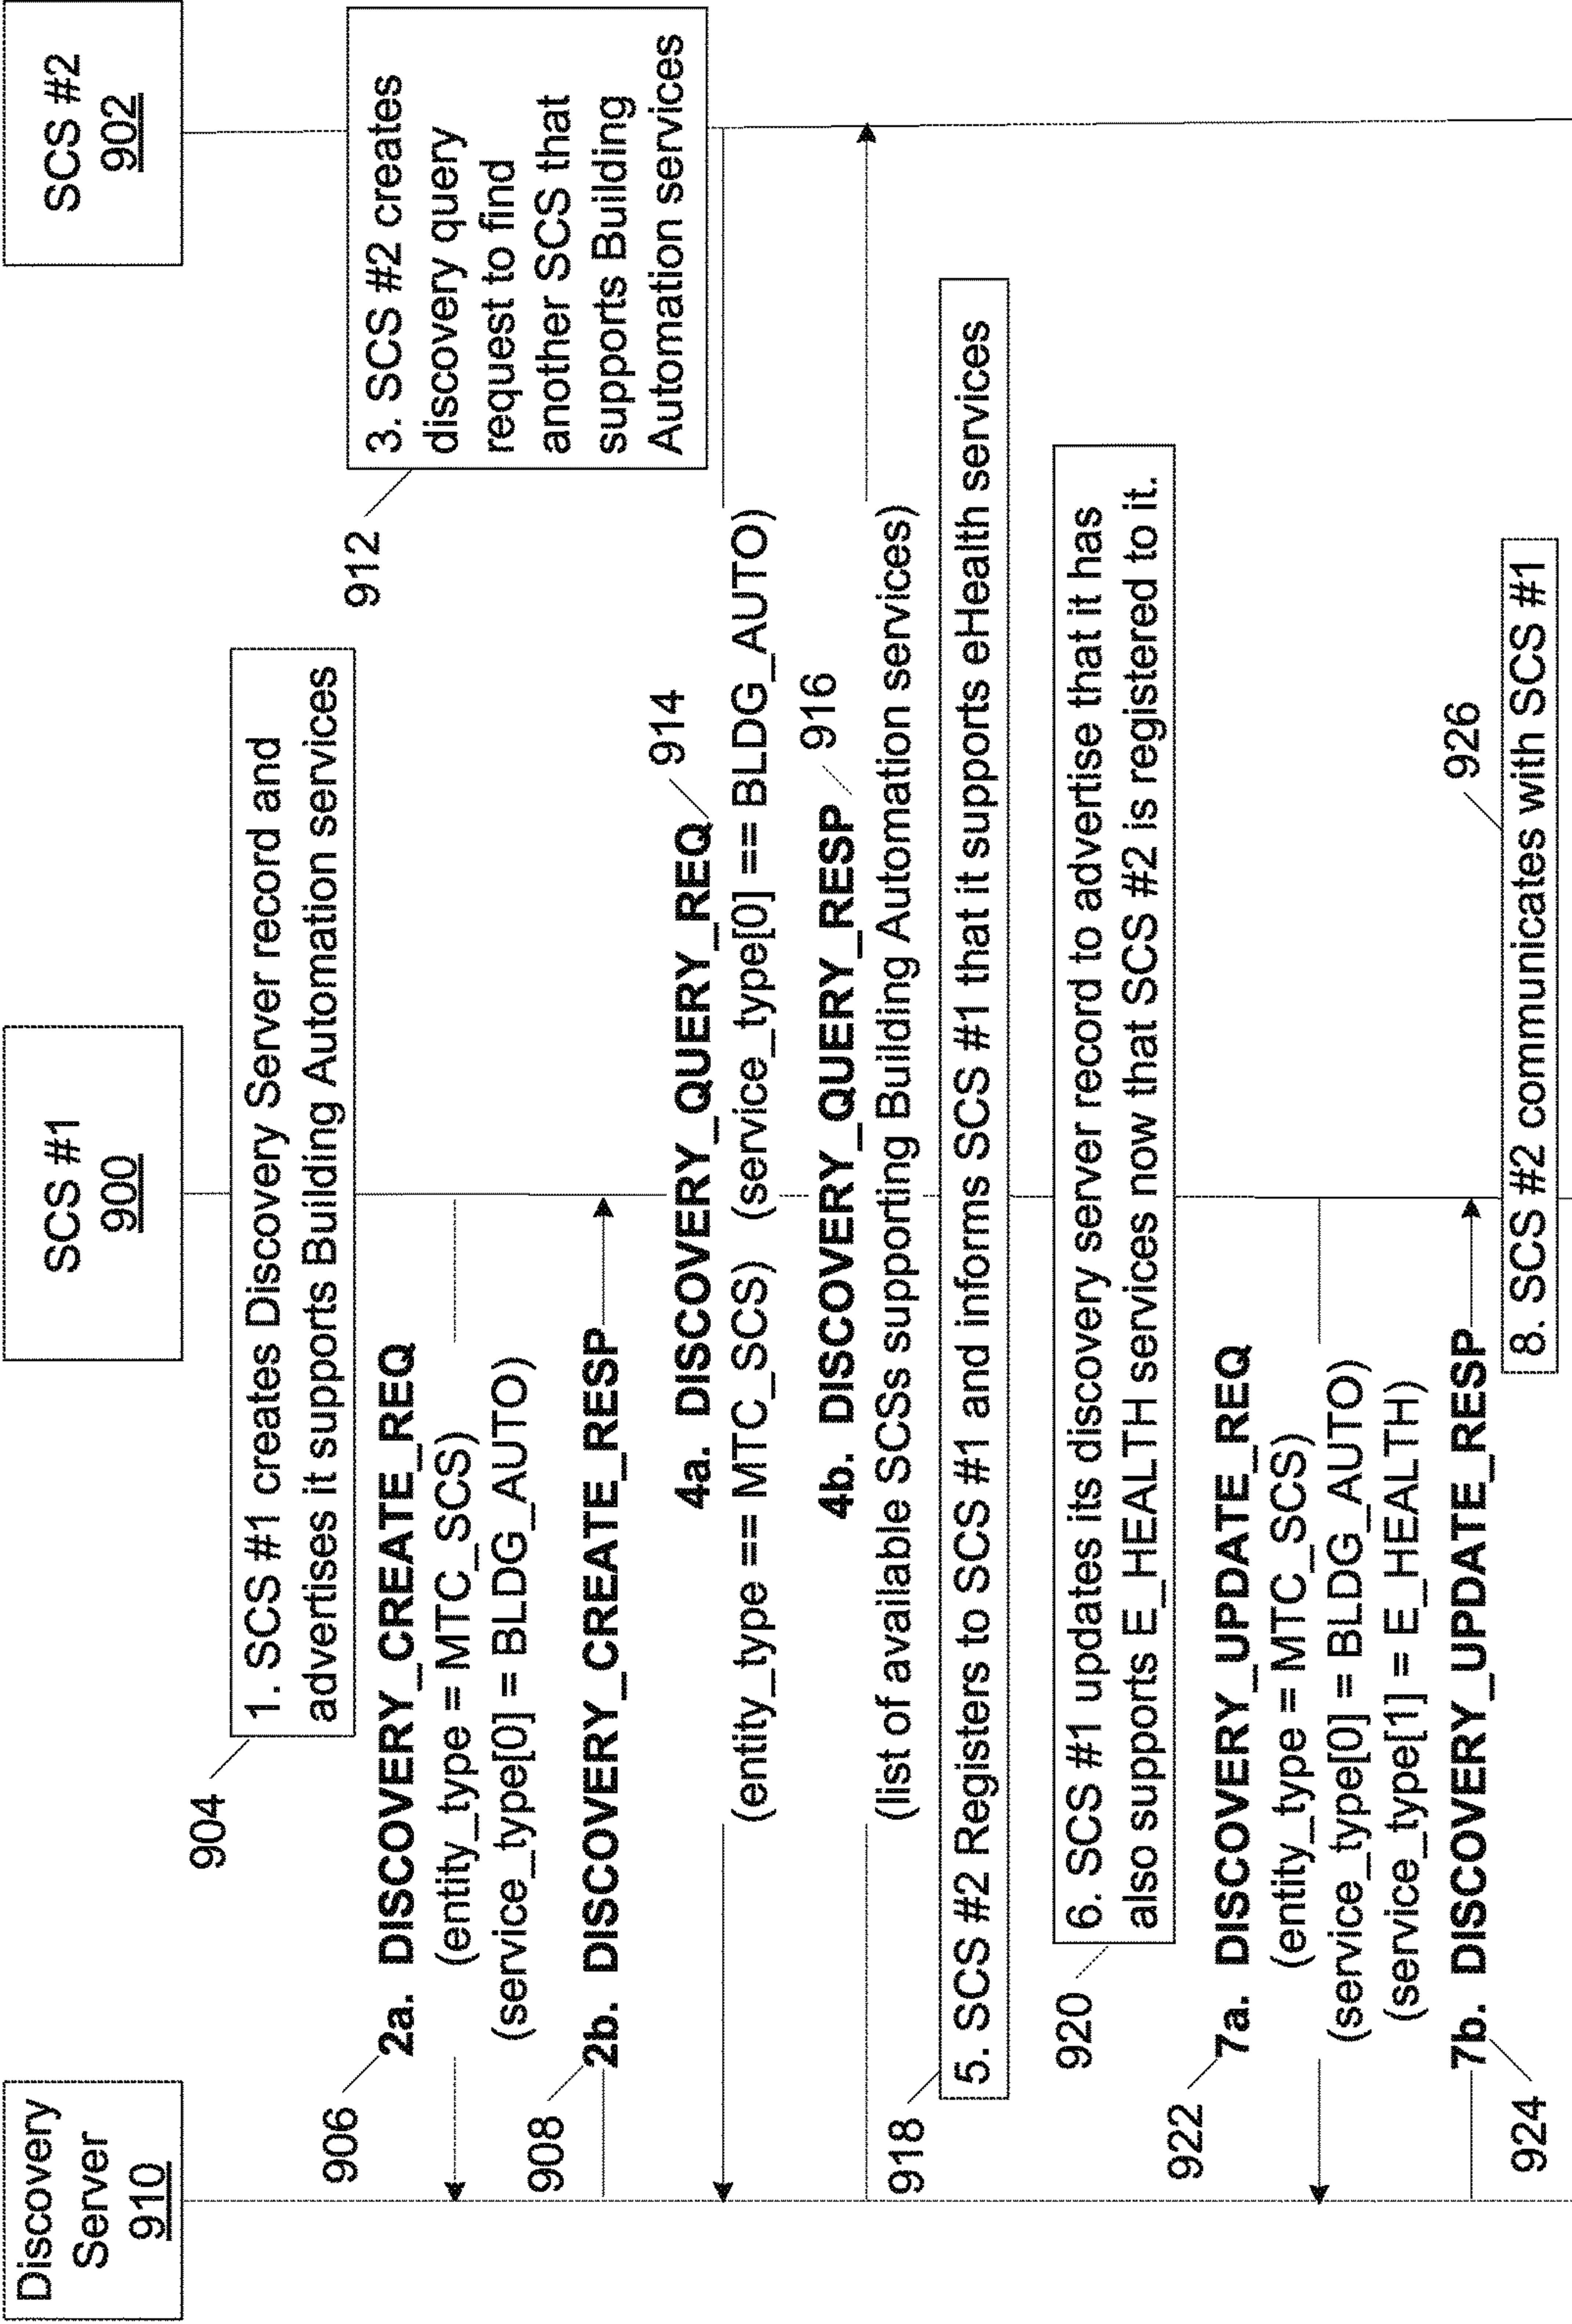 Discovery
Server
910
SCS #1
900
SCS #2
902
904
1. SCS #1 creates Discovery Server record and
advertises it supports Building Automation services
906
2a. DISCOVERY_CREATE_REQ
(entity_type = MTC_SCS)
(service_type[0] = BLDG_AUTO)
908
2b. DISCOVERY_CREATE_RESP
912
3. SCS #2 creates
discovery query
request to find
another SCS that
supports Building
Automation services
914
4a. DISCOVERY_QUERY_REQ
(entity_type == MTC_SCS) (service_type[0] == BLDG_AUTO)
916
4b. DISCOVERY_QUERY_RESP
(list of available SCSs supporting Building Automation services)
918
5. SCS #2 Registers to SCS #1 and informs SCS #1 that it supports eHealth services
920
6. SCS #1 updates its discovery server record to advertise that it has
also supports E_HEALTH services now that SCS #2 is registered to it.
922
7a. DISCOVERY_UPDATE_REQ
(entity_type = MTC_SCS)
(service_type[0] = BLDG_AUTO)
(service_type[1] = E_HEALTH)
7b. DISCOVERY_UPDATE_RESP
924
926
8. SCS #2 communicates with SCS #1